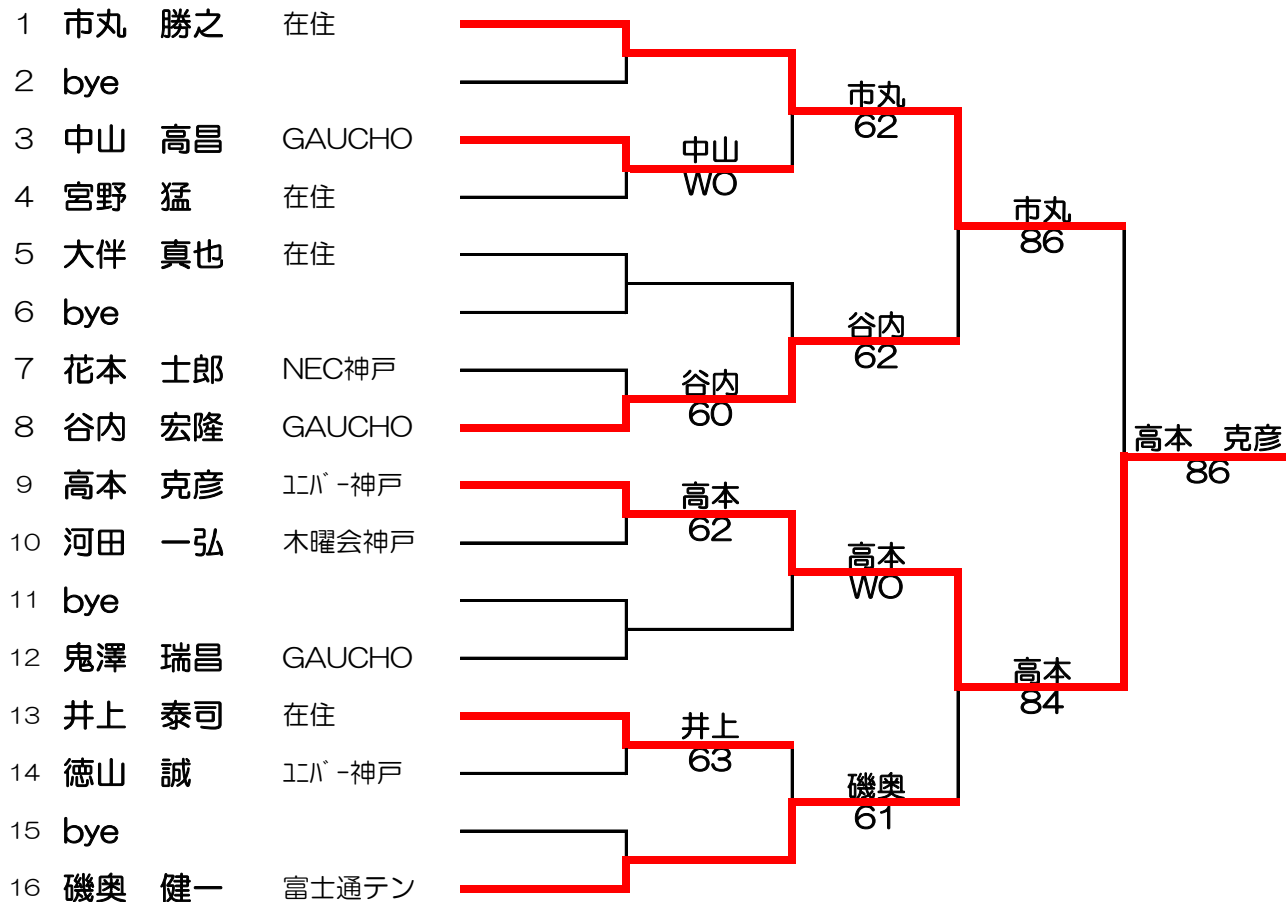 1 市丸 勝之 在住
2 bye
市丸
62
3 中山 高昌 GAUCHO
中山
WO
4 宮野 猛 在住
市丸
86
5 大伴 真也 在住
6 bye
谷内
62
7 花本 士郎 NEC神戸
谷内
60
8 谷内 宏隆 GAUCHO
高本 克彦
86
9 高本 克彦 ﾕﾆﾊﾞｰ神戸
高本
62
10 河田 一弘 木曜会神戸
高本
WO
11 bye
12 鬼澤 瑞昌 GAUCHO
高本
84
13 井上 泰司 在住
井上
63
14 徳山 誠 ﾕﾆﾊﾞｰ神戸
磯奥
61
15 bye
16 磯奥 健一 富士通テン